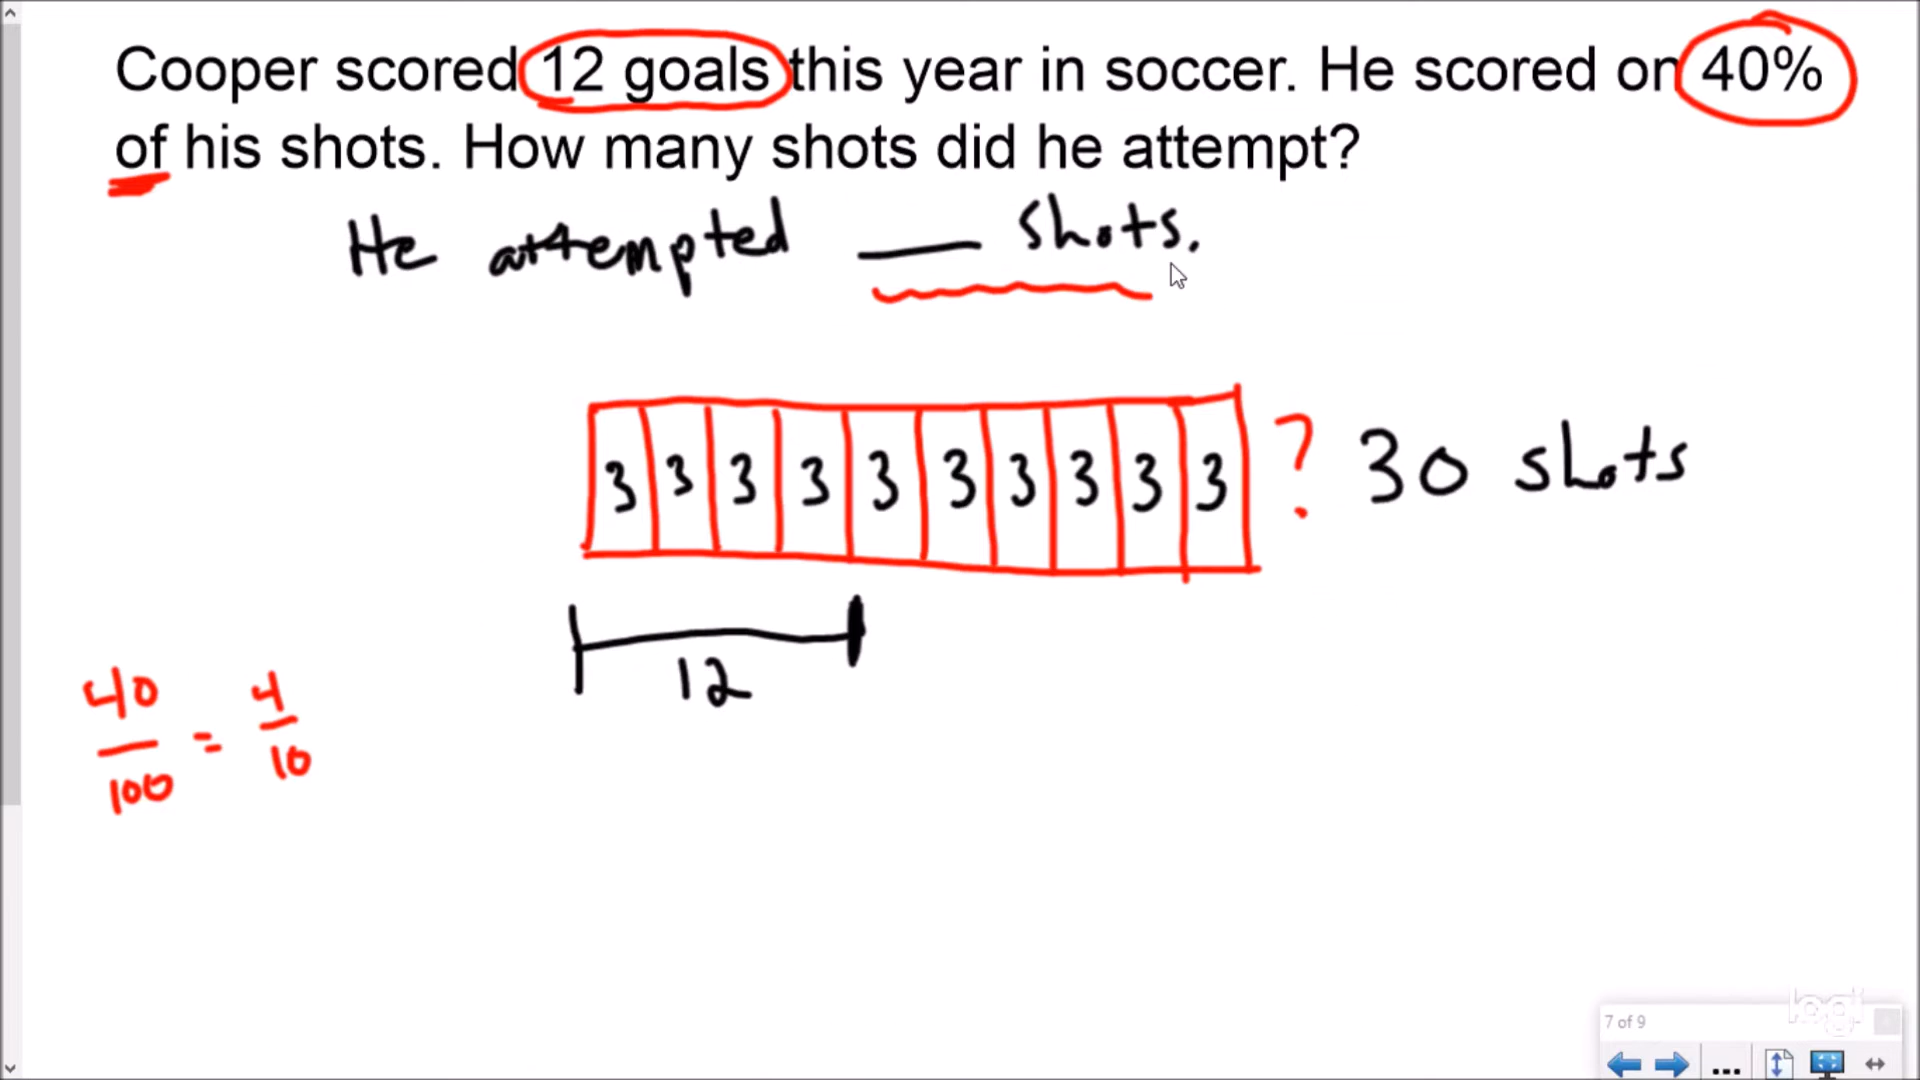 Cooper scored 12 goals this year in soccer. He scored on 40%
of his shots. How many shots did he attempt?
He attempted ___ shots.
3 3 3 3 3 3 3 3 3 3 ? 30 shots
12
40/100 = 4/10
logi
7 of 9
...